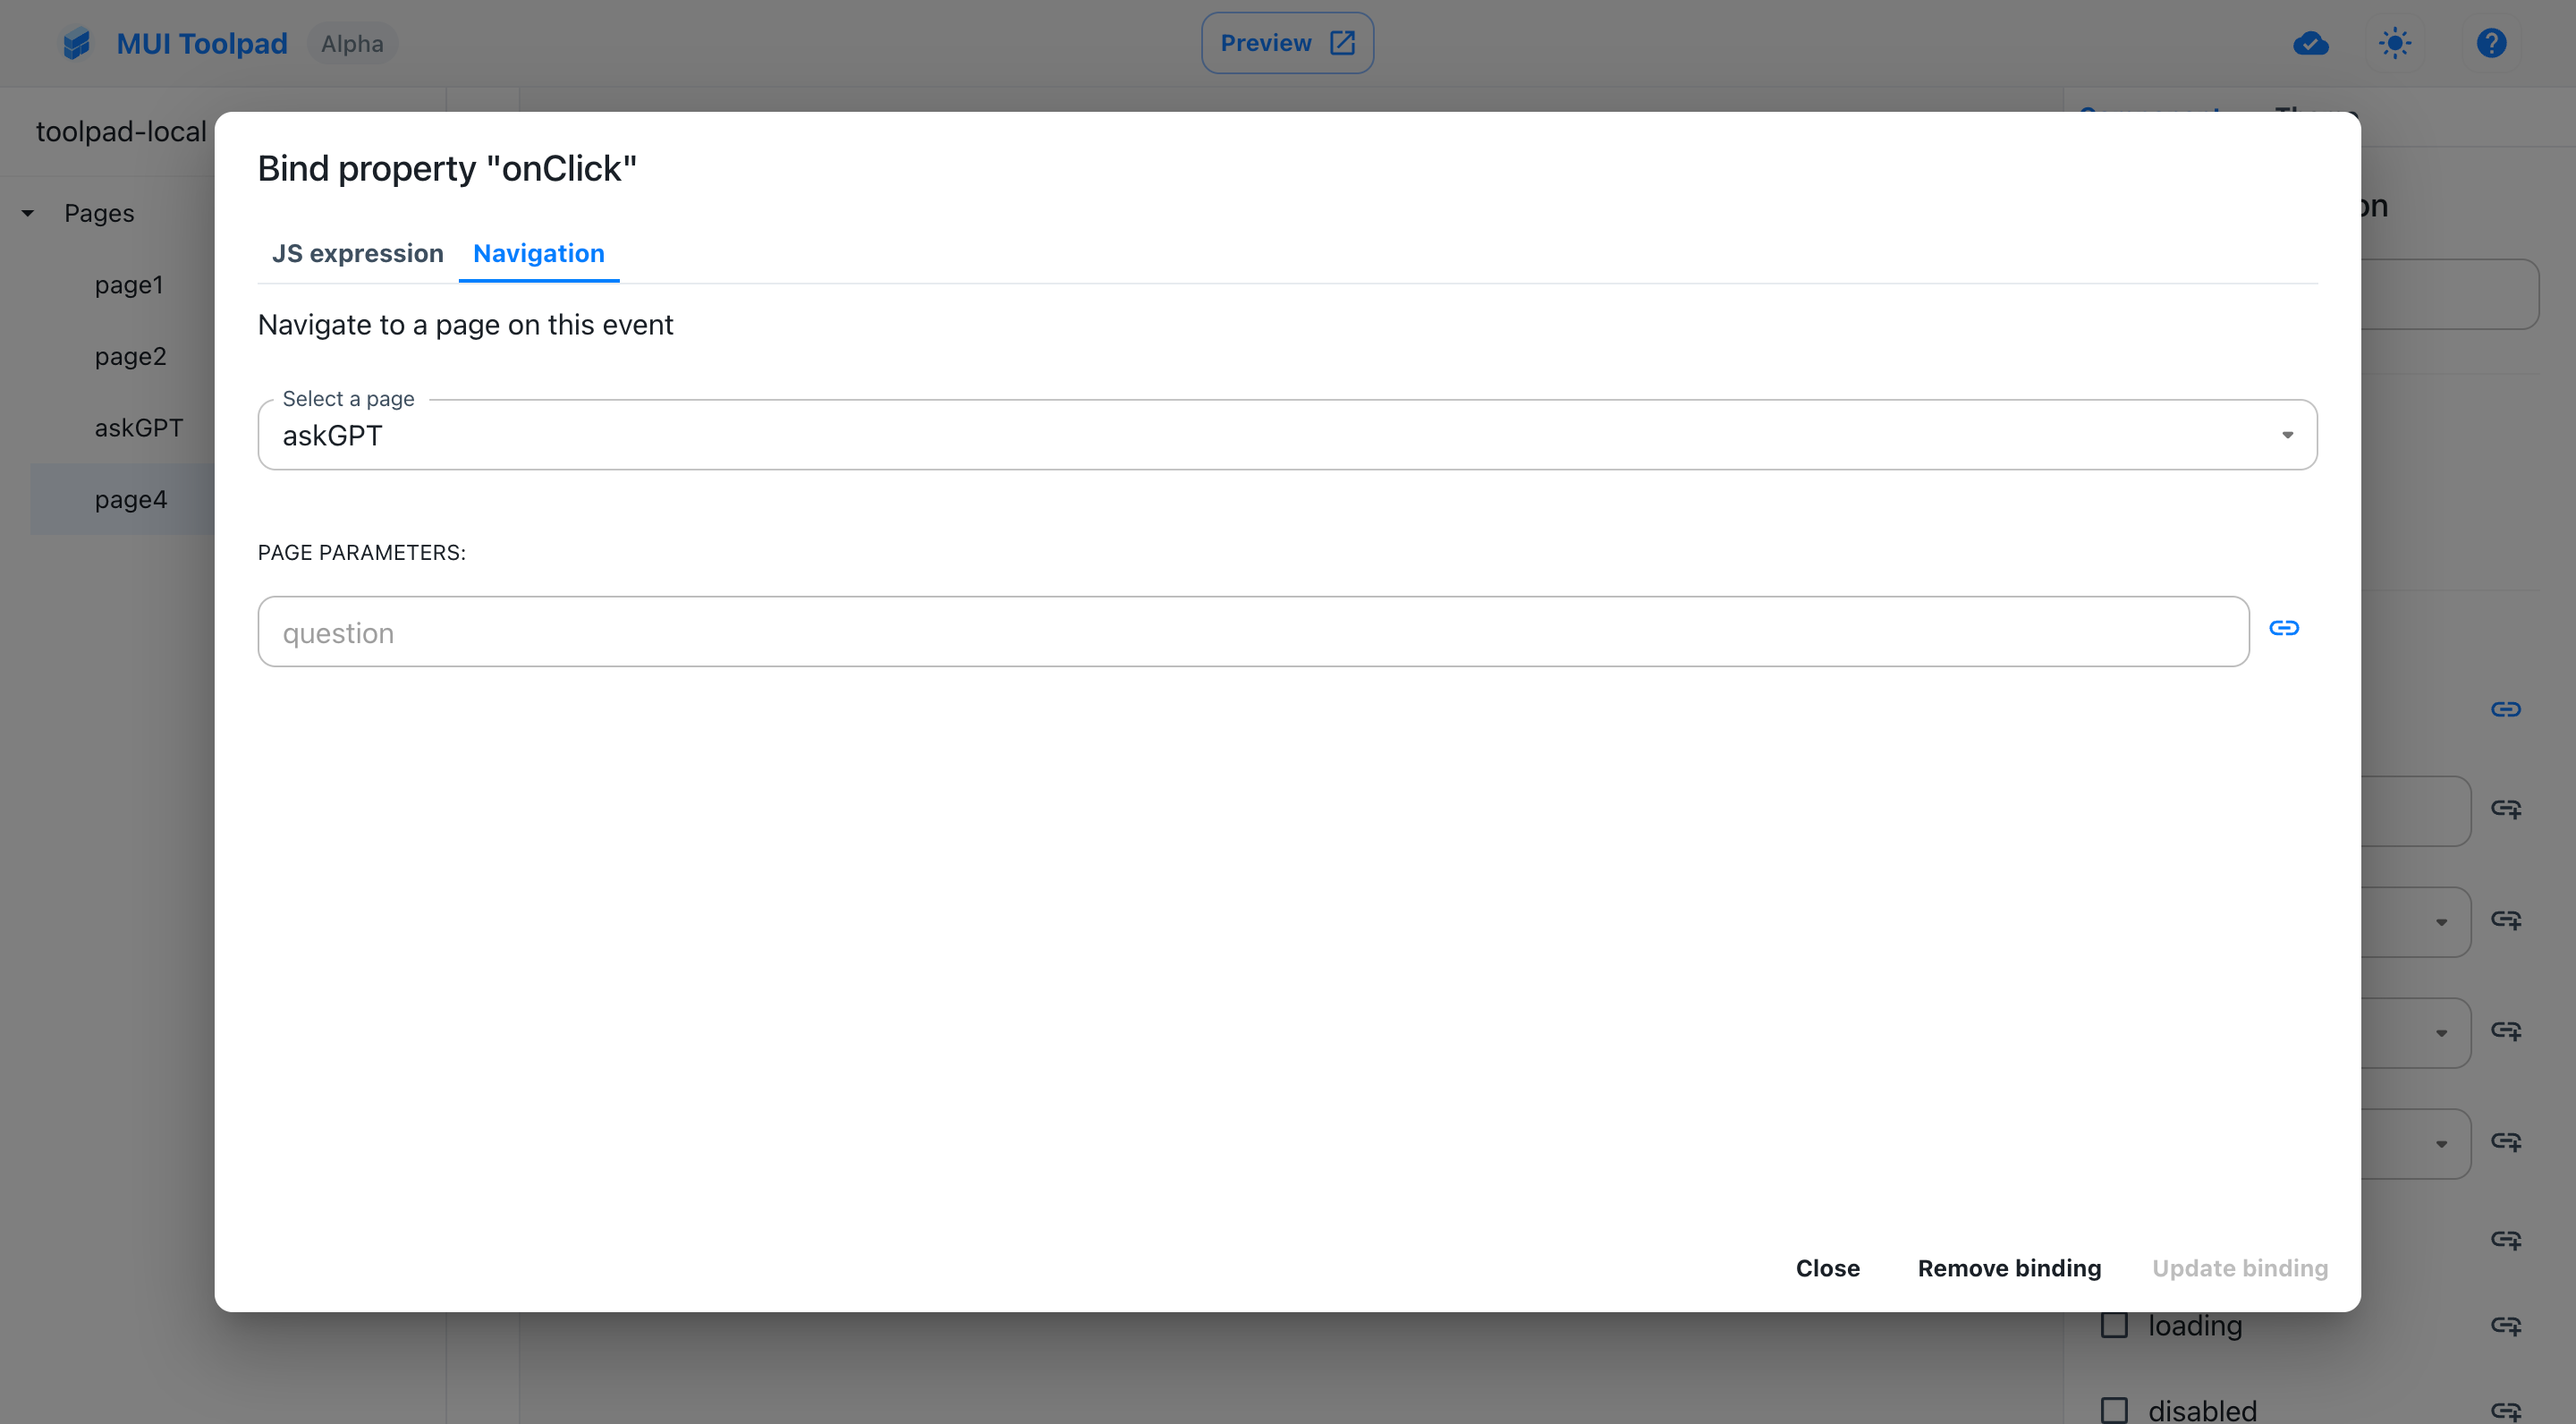 MUI Toolpad Alpha
Preview
toolpad-local
Pages
page1
page2
askGPT
page4
Bind property "onClick"
JS expression Navigation
Navigate to a page on this event
Select a page
askGPT
PAGE PARAMETERS:
question
Close Remove binding Update binding
on
loading
disabled